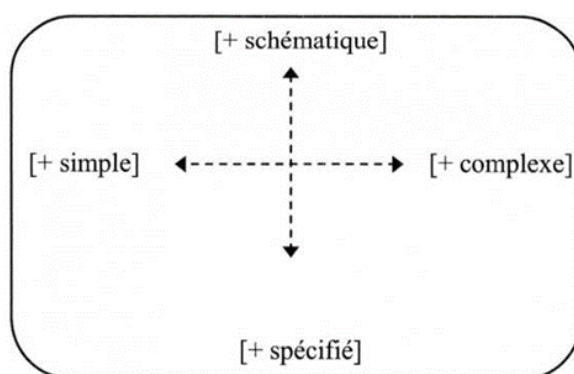 [+ schématique]
[+ simple] [+ complexe]
[+ spécifié]